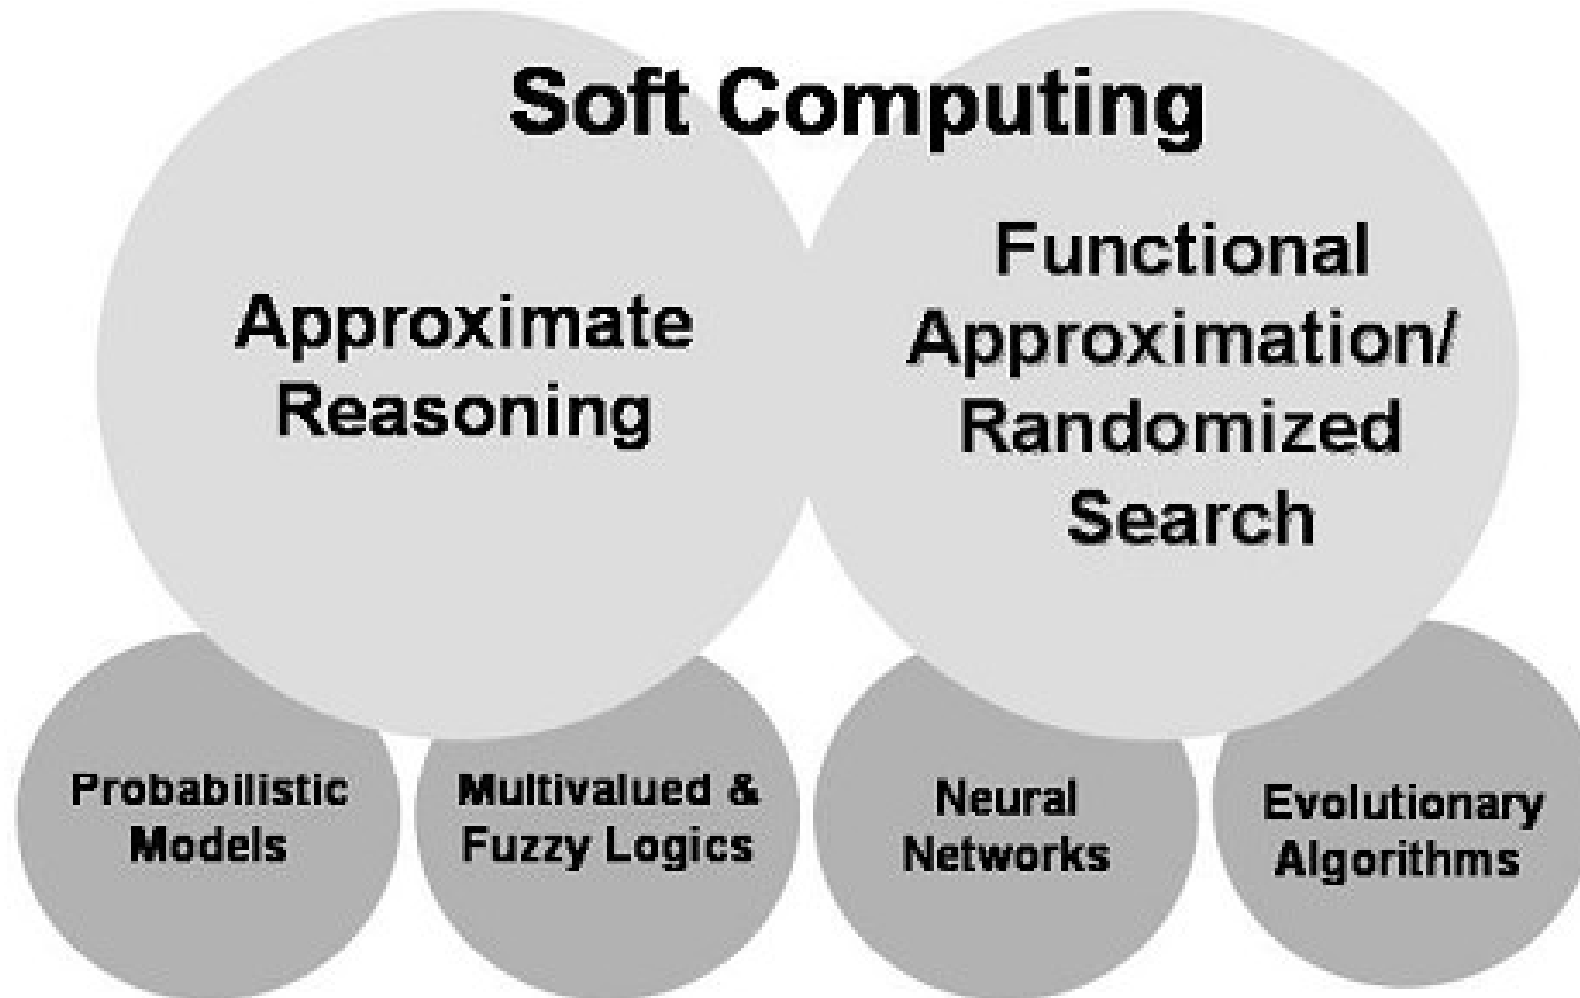 Soft Computing
Approximate
Reasoning
Functional
Approximation/
Randomized
Search
Probabilistic
Models
Multivalued &
Fuzzy Logics
Neural
Networks
Evolutionary
Algorithms